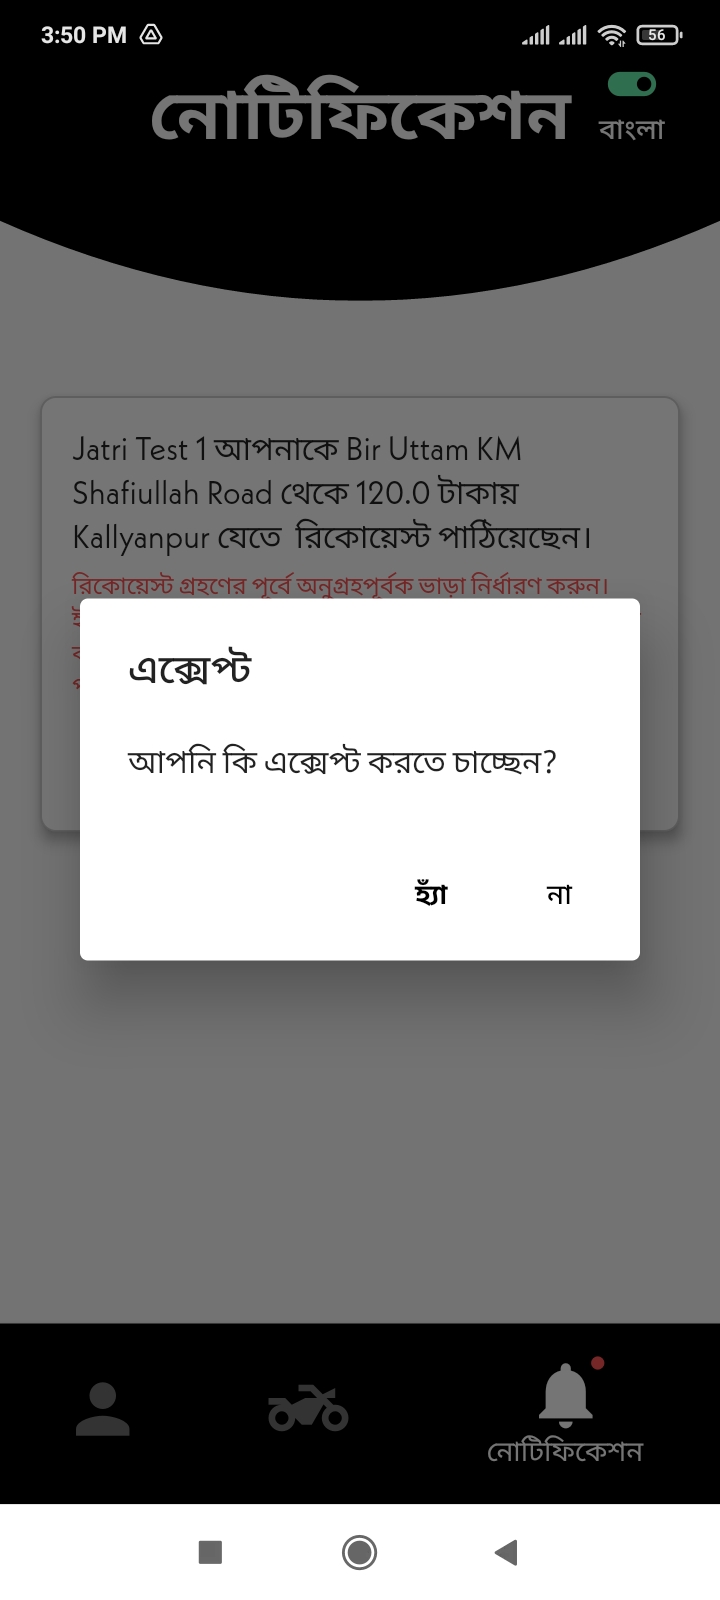 3:50 PM
56
নোটিফিকেশন
বাংলা
Jatri Test 1 আপনাকে Bir Uttam KM
Shafiullah Road থেকে 120.0 টাকায়
Kallyanpur যেতে  রিকোয়েস্ট পাঠিয়েছেন।
রিকোয়েস্ট গ্রহণের পূর্বে অনুগ্রহপূর্বক ভাড়া নির্ধারণ করুন।
এক্সেপ্ট
আপনি কি এক্সেপ্ট করতে চাচ্ছেন?
হ্যাঁ
না
নোটিফিকেশন